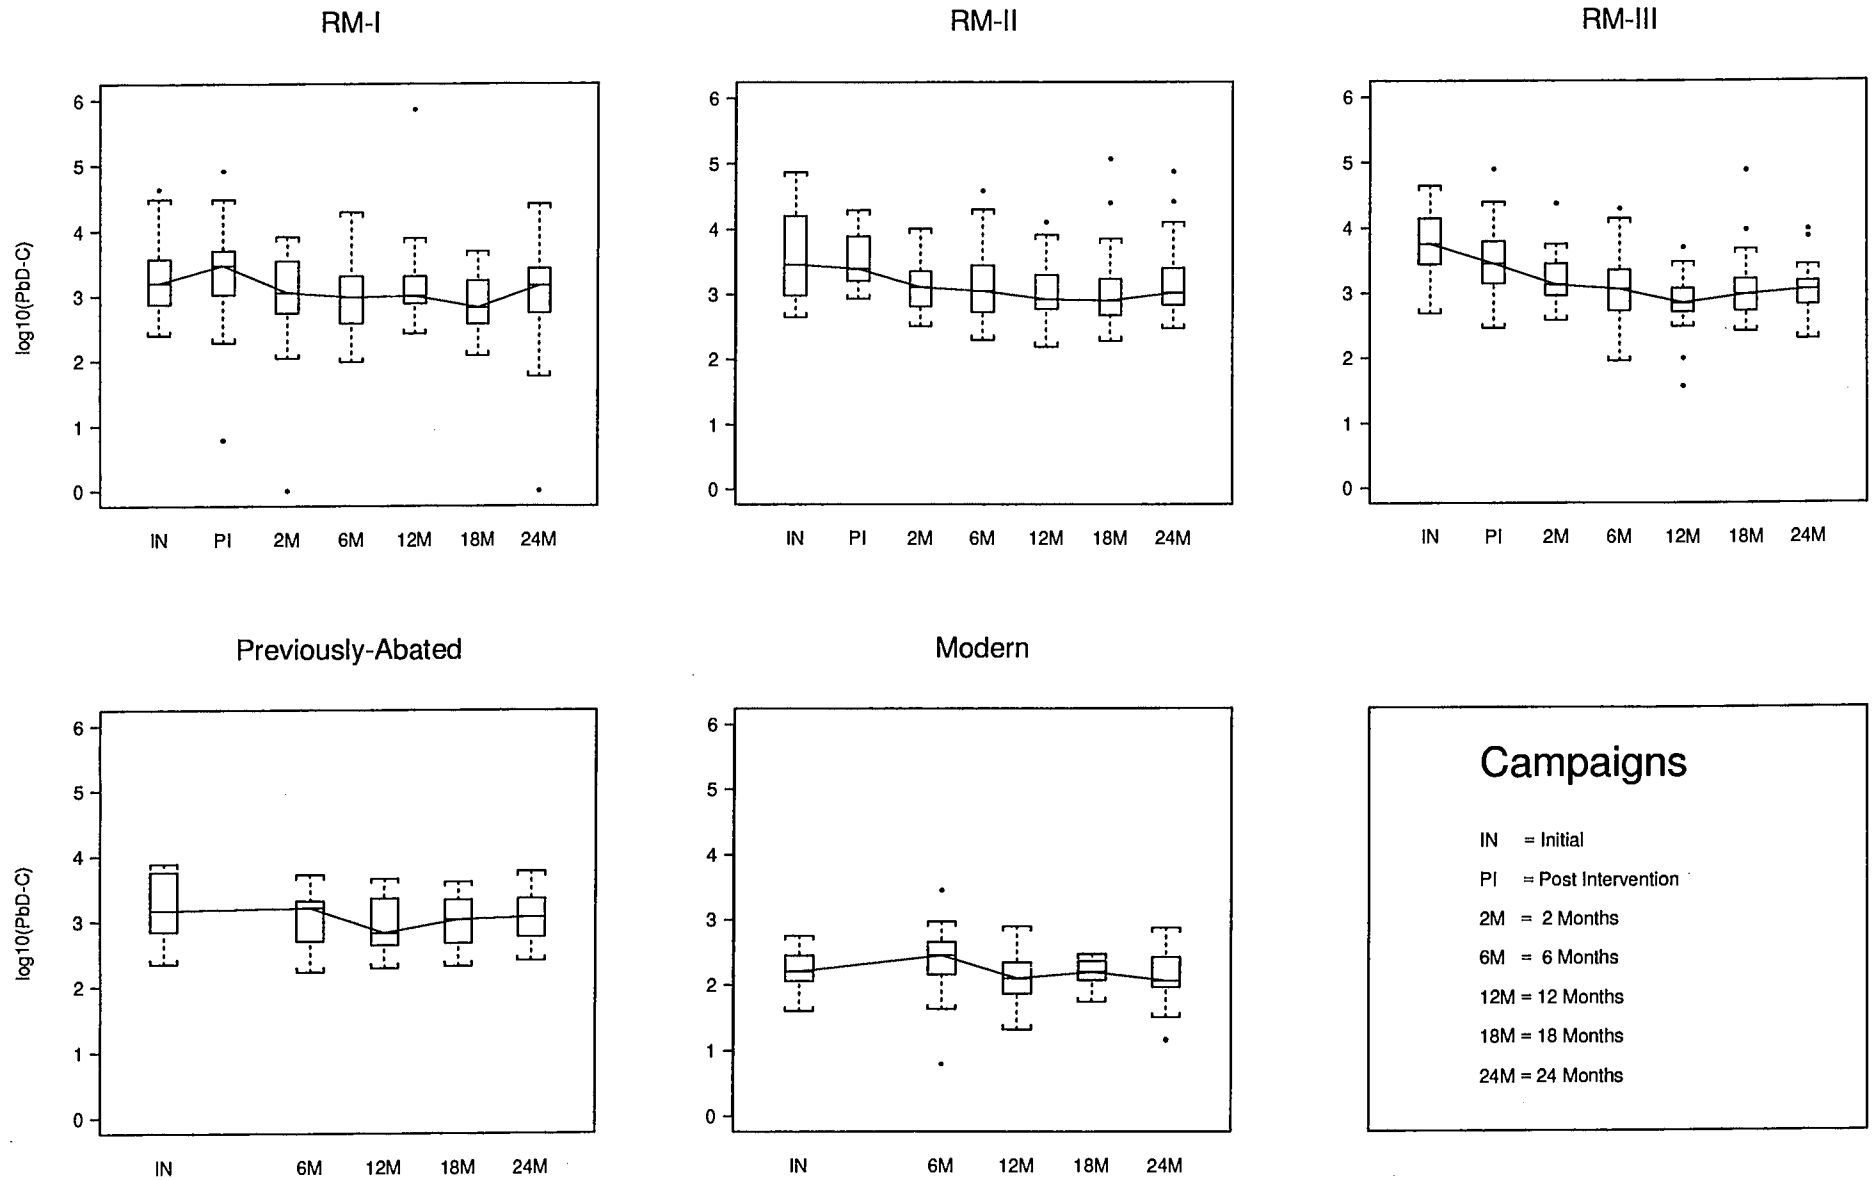 RM-I
RM-II
RM-III
log10(PbD-C)
6
5
4
3
2
1
0
IN PI 2M 6M 12M 18M 24M
6
5
4
3
2
1
0
IN PI 2M 6M 12M 18M 24M
6
5
4
3
2
1
0
IN PI 2M 6M 12M 18M 24M
Previously-Abated
Modern
log10(PbD-C)
6
5
4
3
2
1
0
IN 6M 12M 18M 24M
6
5
4
3
2
1
0
IN 6M 12M 18M 24M
Campaigns
IN = Initial
PI = Post Intervention
2M = 2 Months
6M = 6 Months
12M = 12 Months
18M = 18 Months
24M = 24 Months